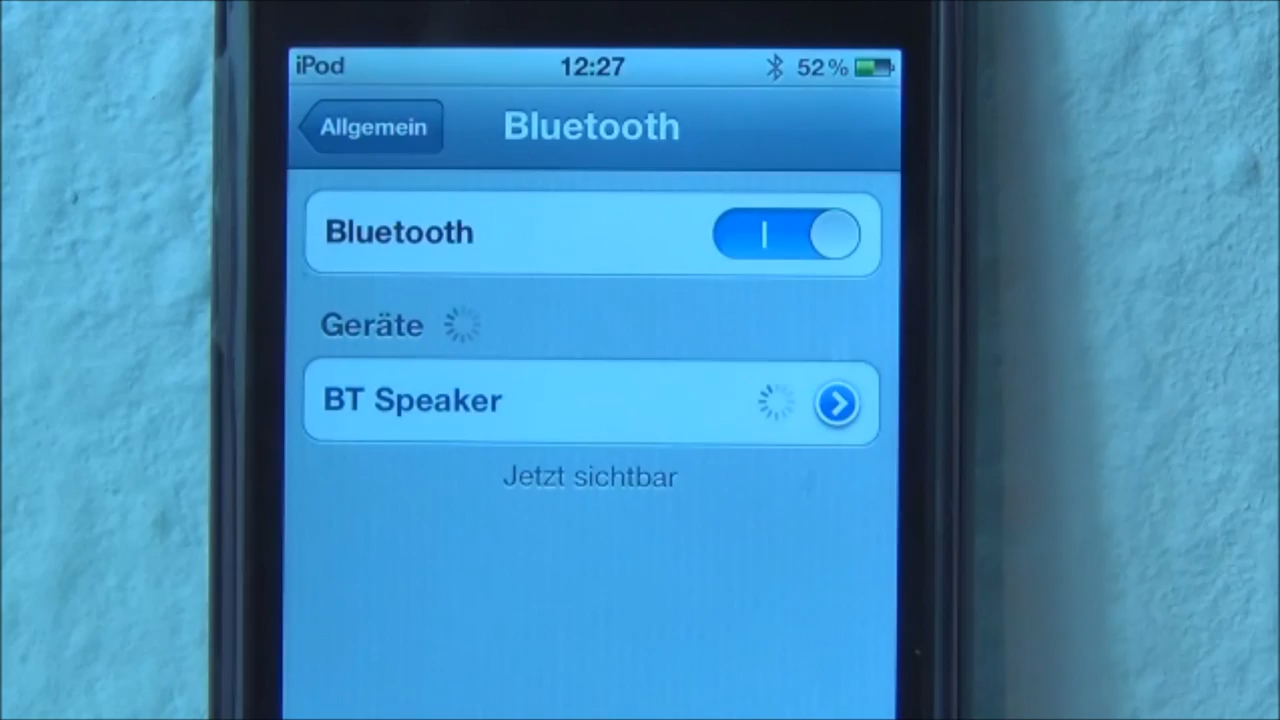 iPod 12:27 52 %
Allgemein Bluetooth
Bluetooth
Geräte
BT Speaker
Jetzt sichtbar